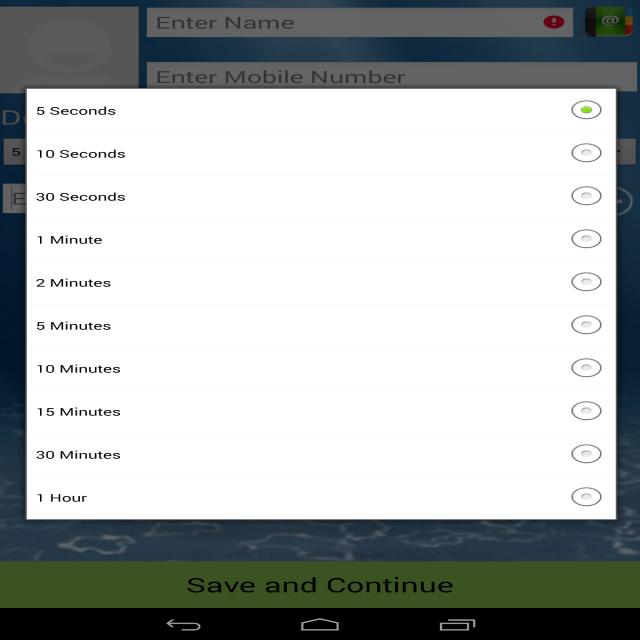 Enter Name
Enter Mobile Number
5
5 Seconds
10 Seconds
30 Seconds
1 Minute
2 Minutes
5 Minutes
10 Minutes
15 Minutes
30 Minutes
1 Hour
Save and Continue